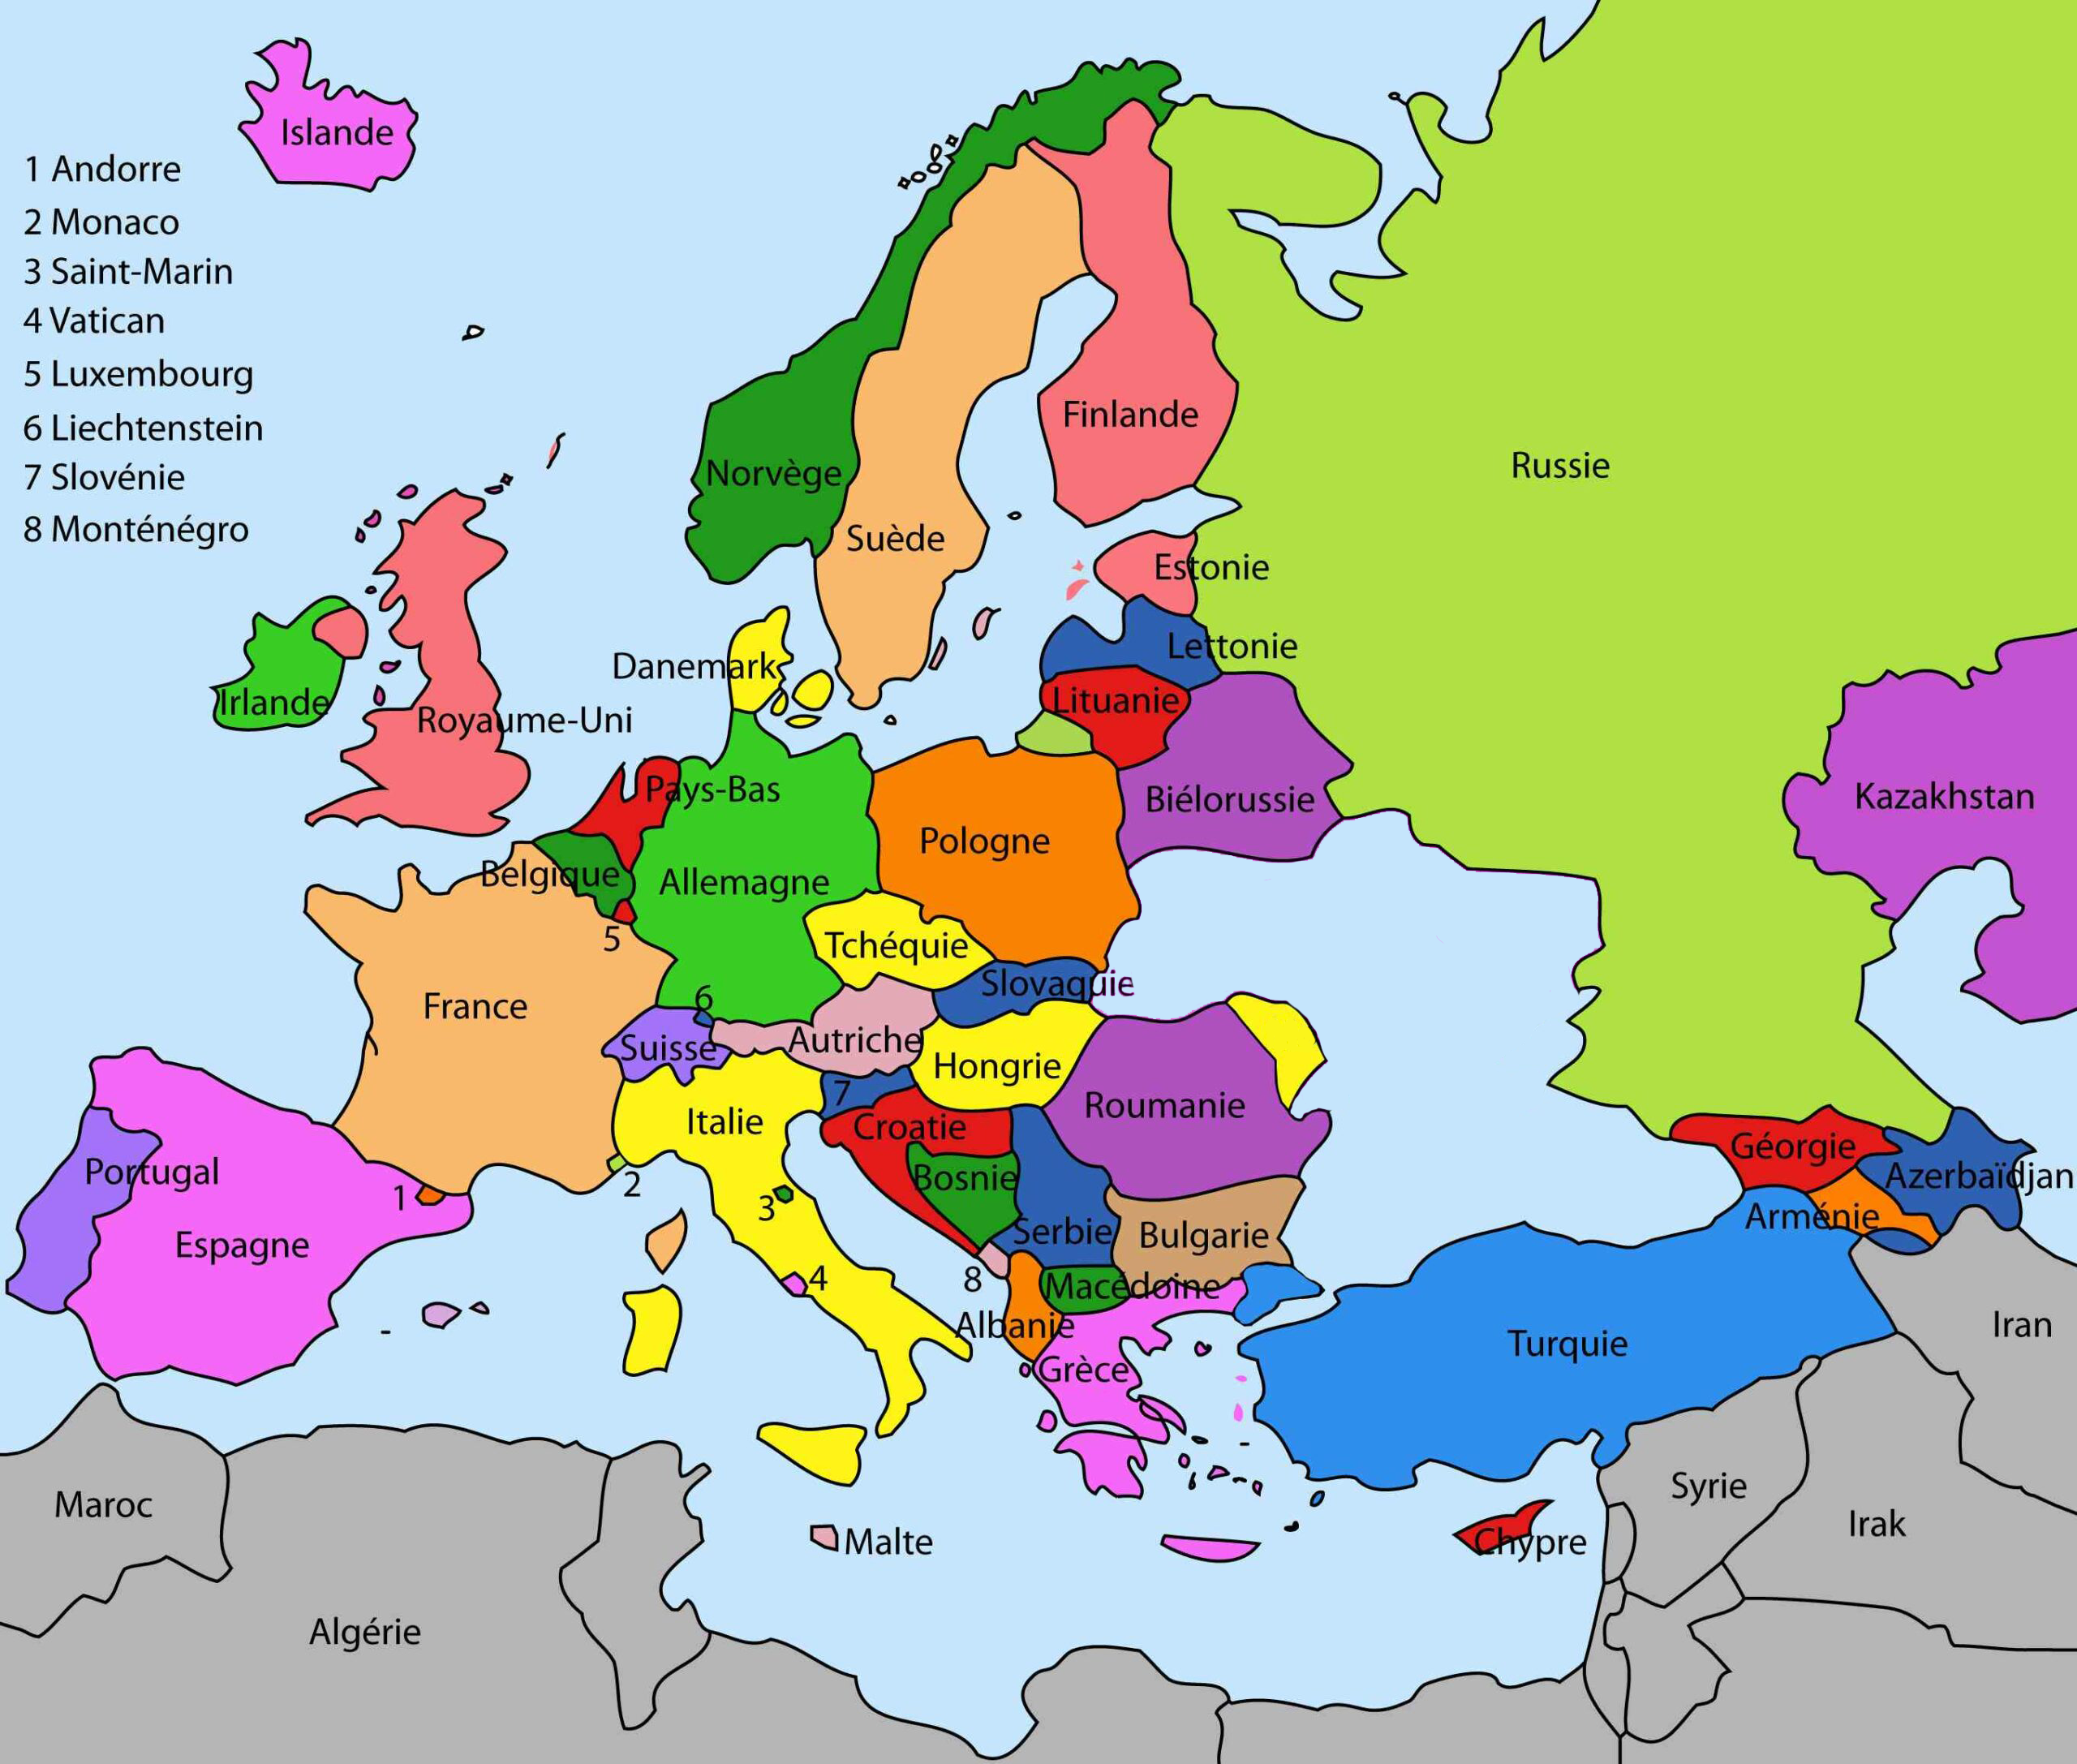 Islande
1 Andorre
2 Monaco
3 Saint-Marin
4 Vatican
5 Luxembourg
6 Liechtenstein
7 Slovénie
8 Monténégro
Finlande
Norvège
Russie
Suède
Estonie
Lettonie
Danemark
Lituanie
Irlande
Royaume-Uni
Pays-Bas
Biélorussie
Kazakhstan
Pologne
Belgique
Allemagne
5
Tchéquie
Slovaquie
France
6
Suisse
Autriche
Hongrie
7
Roumanie
Italie
Croatie
Géorgie
Portugal
1
2
Bosnie
Azerbaïdjan
3
Arménie
Espagne
Serbie
Bulgarie
4
8
Macédoine
Albanie
Iran
Turquie
Grèce
Maroc
Syrie
Irak
Malte
Chypre
Algérie